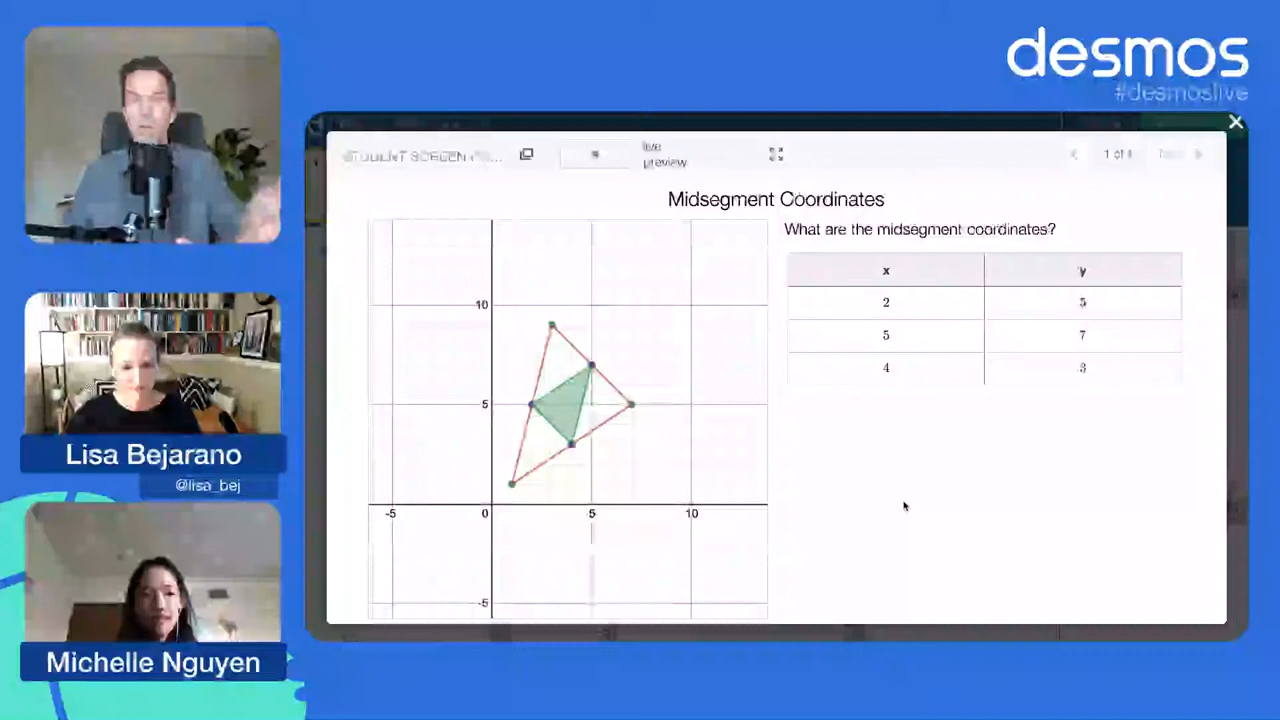 desmos
#desmoslive
live
preview
1 of 1
Midsegment Coordinates
What are the midsegment coordinates?
x y
2 5
5 7
4 3
10
5
-5 0 5 10
-5
Lisa Bejarano
@lisa_bej
Michelle Nguyen